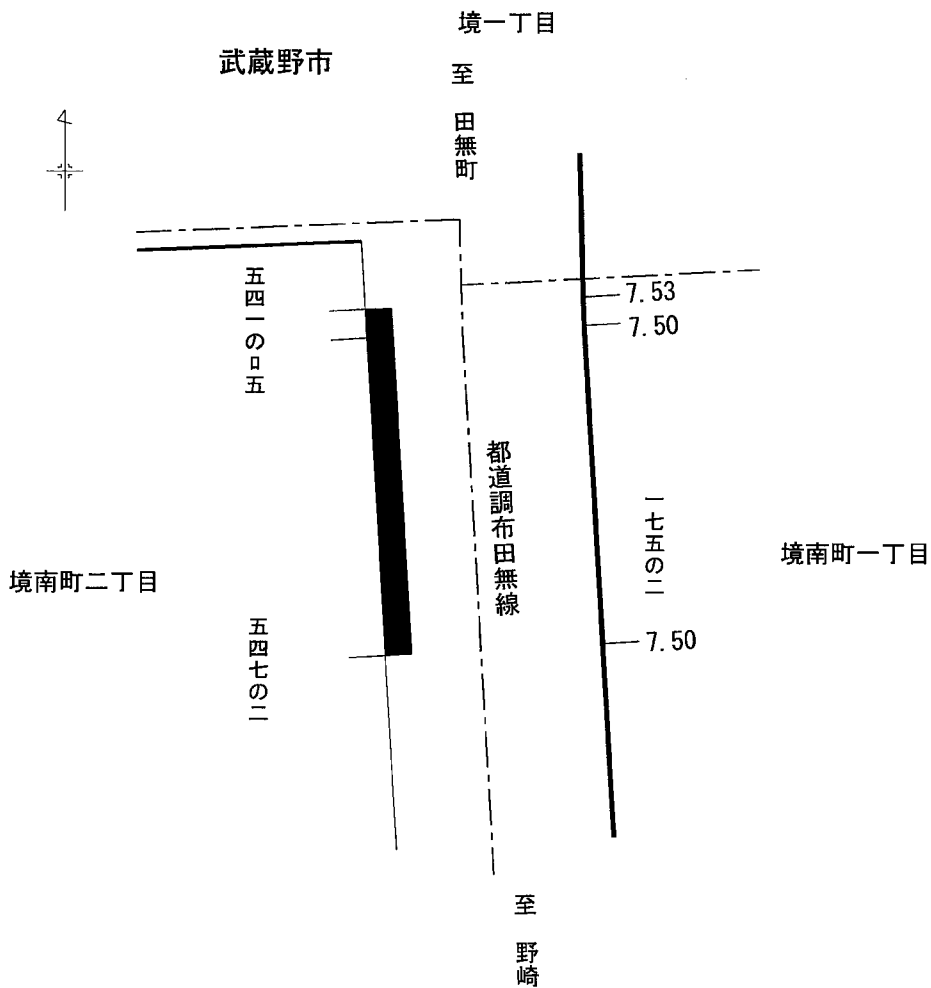 境一丁目
武蔵野市
至 田無町
五四一のロ五
7.53
7.50
都道調布田無線
一七五の二
境南町一丁目
境南町二丁目
五四七の二
7.50
至 野崎